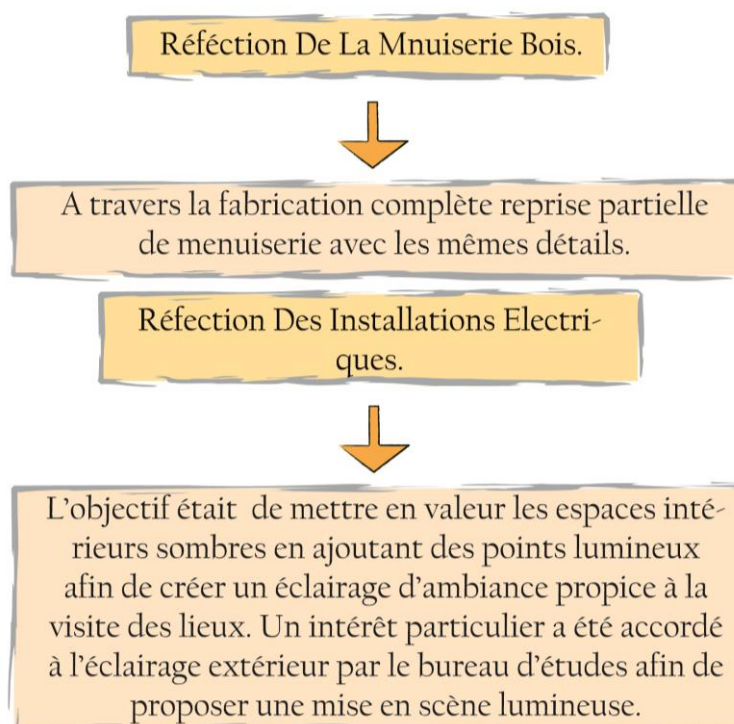 Réféction De La Mnuiserie Bois.
A travers la fabrication complète reprise partielle
de menuiserie avec les mêmes détails.
Réfection Des Installations Electri-
ques.
L'objectif était de mettre en valeur les espaces inté-
rieurs sombres en ajoutant des points lumineux
afin de créer un éclairage d'ambiance propice à la
visite des lieux. Un intérêt particulier a été accordé
à l'éclairage extérieur par le bureau d'études afin de
proposer une mise en scène lumineuse.